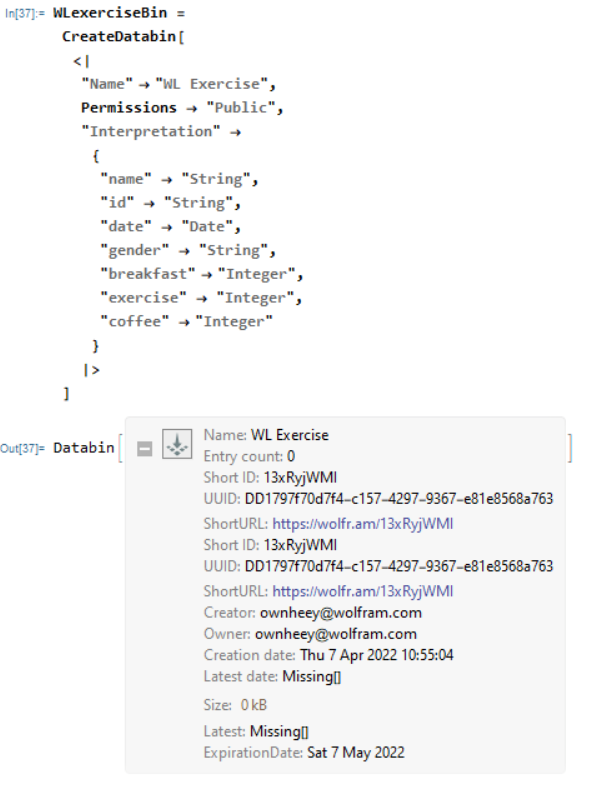 In[37]:= WLexerciseBin =
CreateDatabin[
<|
"Name" → "WL Exercise",
Permissions → "Public",
"Interpretation" →
{
"name" → "String",
"id" → "String",
"date" → "Date",
"gender" → "String",
"breakfast" → "Integer",
"exercise" → "Integer",
"coffee" → "Integer"
}
|>
]
Out[37]= Databin[
Name: WL Exercise
Entry count: 0
Short ID: 13xRyjWMI
UUID: DD1797f70d7f4-c157-4297-9367-e81e8568a763
ShortURL: https://wolfr.am/13xRyjWMI
Short ID: 13xRyjWMI
UUID: DD1797f70d7f4-c157-4297-9367-e81e8568a763
ShortURL: https://wolfr.am/13xRyjWMI
Creator: ownheey@wolfram.com
Owner: ownheey@wolfram.com
Creation date: Thu 7 Apr 2022 10:55:04
Latest date: Missing[]
Size: 0 kB
Latest: Missing[]
ExpirationDate: Sat 7 May 2022
]